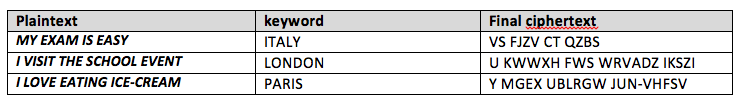 Plaintext keyword Final ciphertext
MY EXAM IS EASY ITALY VS FJZV CT QZBS
I VISIT THE SCHOOL EVENT LONDON U KWWXH FWS WRVADZ IKSZI
I LOVE EATING ICE-CREAM PARIS Y MGEX UBLRGW JUN-VHFSV